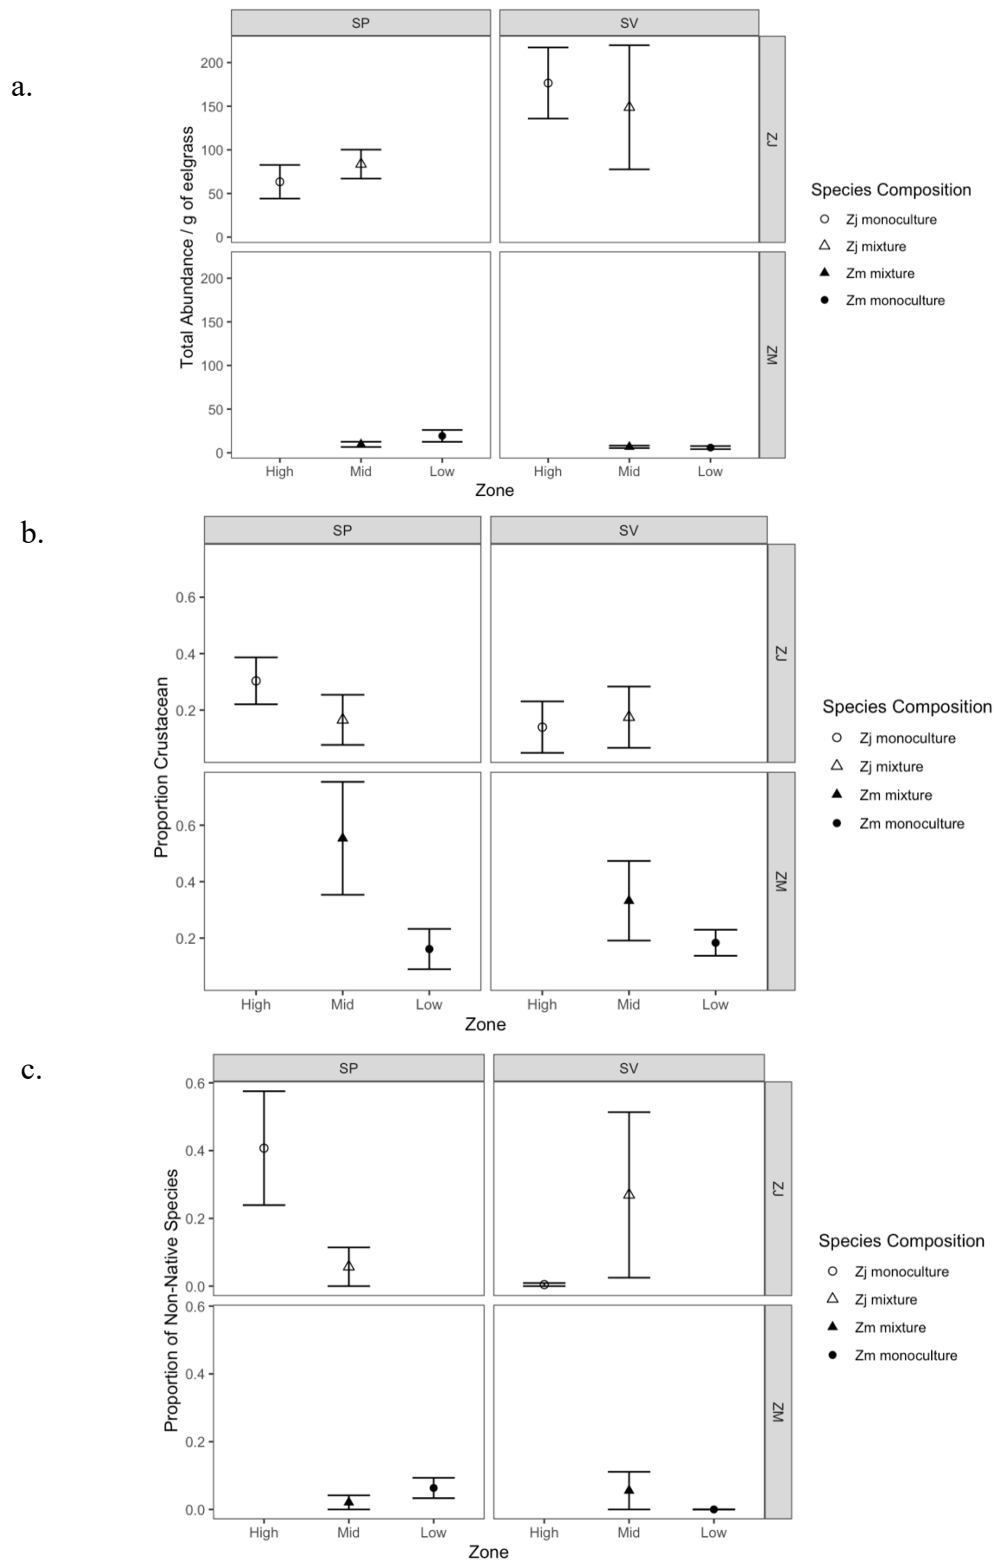 a.
SP
SV
200
150
100
50
0
ZJ
200
150
100
50
0
ZM
Total Abundance / g of eelgrass
High
Mid
Low
High
Mid
Low
Zone
Species Composition
Zj monoculture
Zj mixture
Zm mixture
Zm monoculture
b.
SP
SV
0.6
0.4
0.2
ZJ
0.6
0.4
0.2
ZM
Proportion Crustacean
High
Mid
Low
High
Mid
Low
Zone
Species Composition
Zj monoculture
Zj mixture
Zm mixture
Zm monoculture
c.
SP
SV
0.6
0.4
0.2
0.0
ZJ
0.6
0.4
0.2
0.0
ZM
Proportion of Non-Native Species
High
Mid
Low
High
Mid
Low
Zone
Species Composition
Zj monoculture
Zj mixture
Zm mixture
Zm monoculture